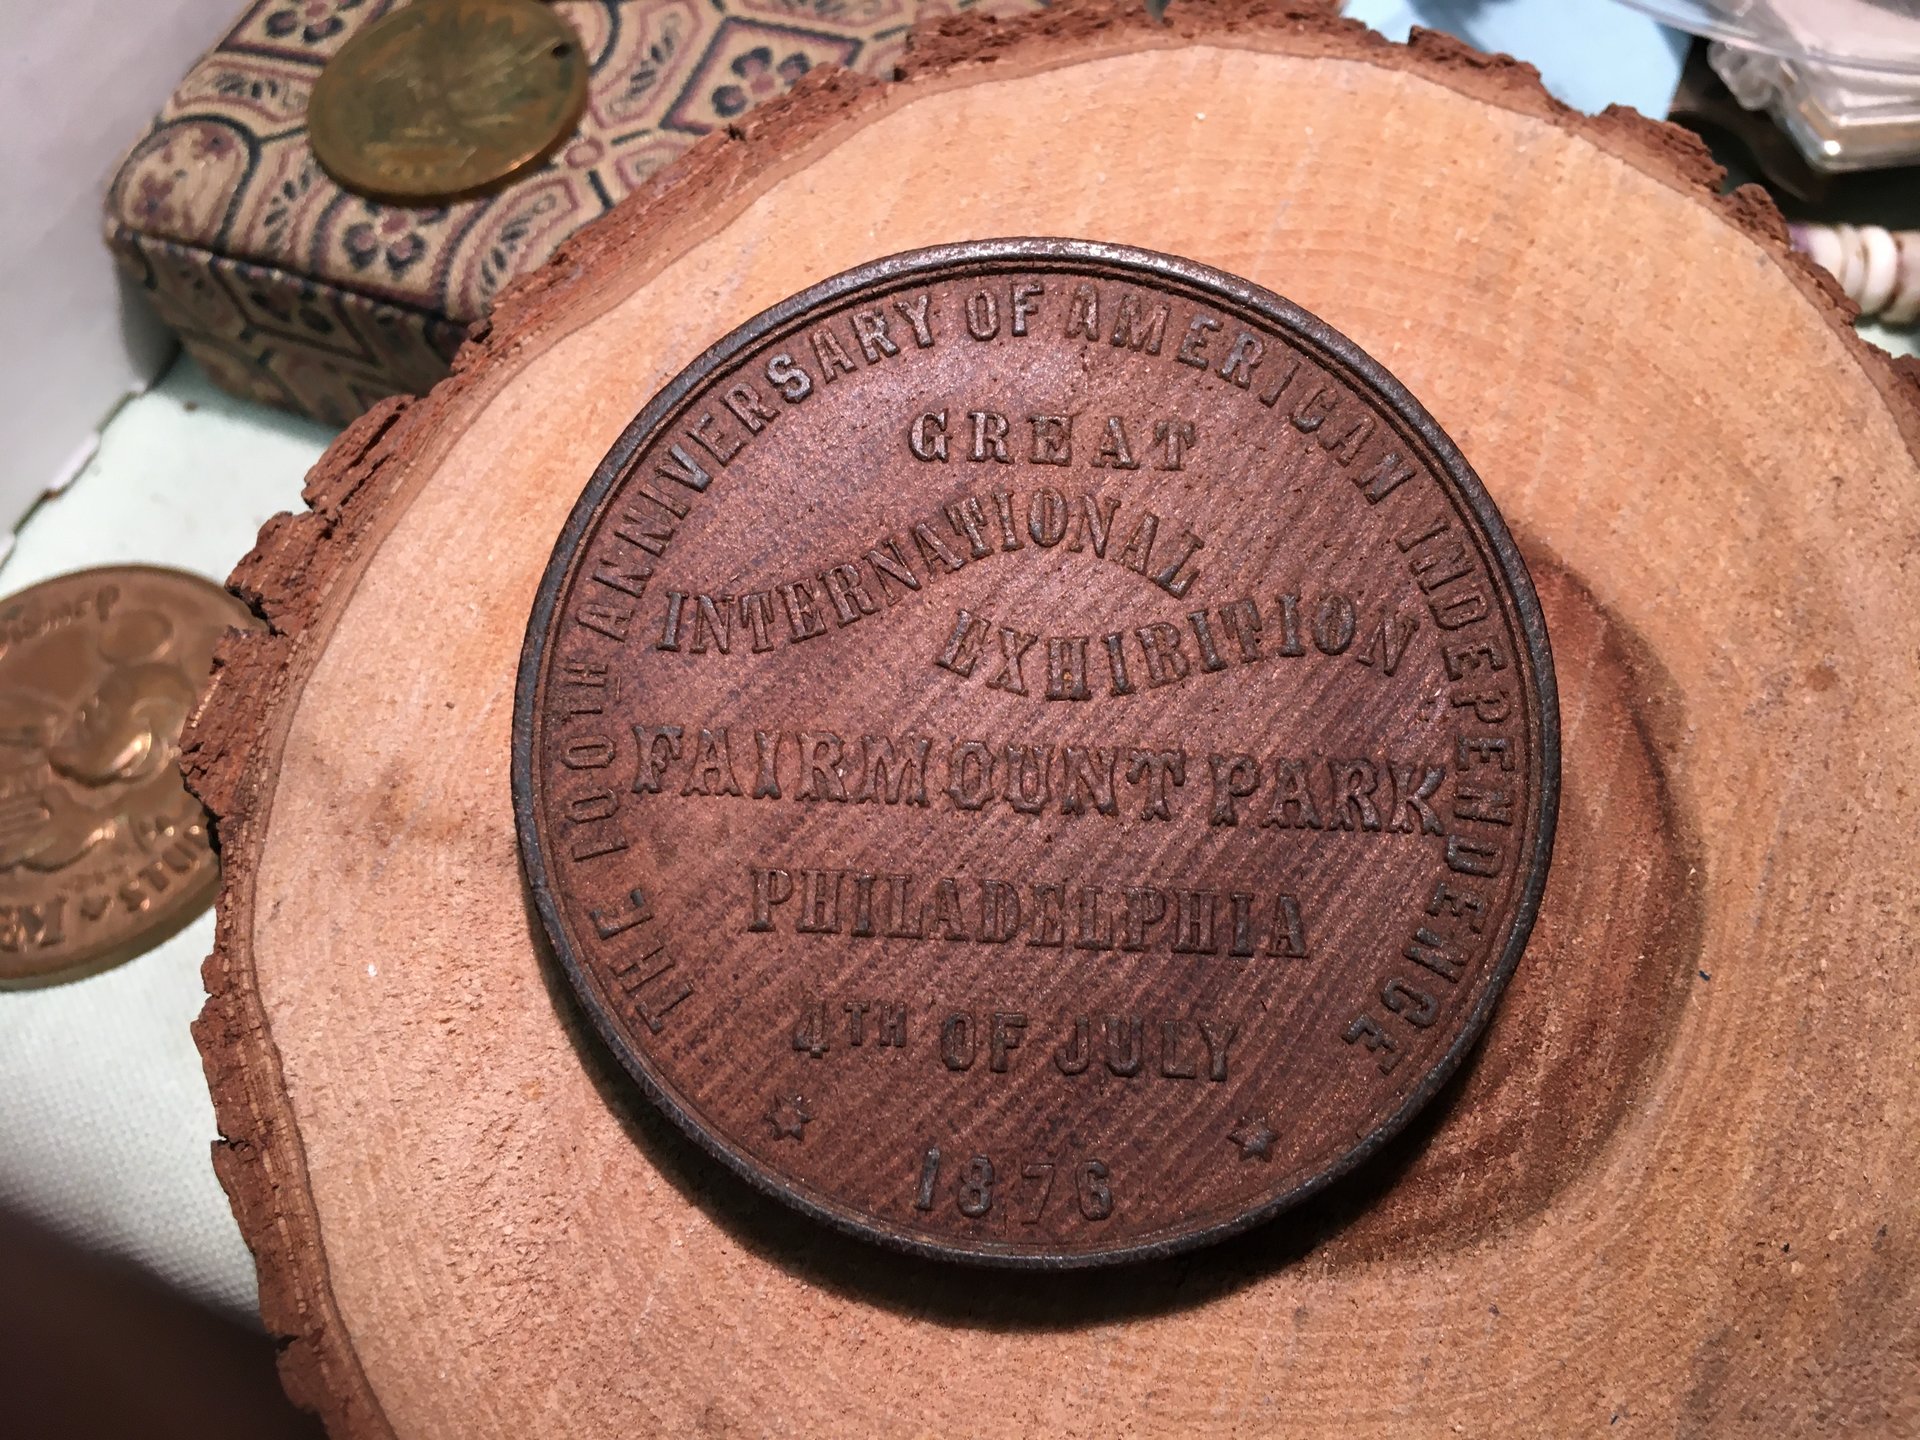 THE 100TH ANNIVERSARY OF AMERICAN INDEPENDENCE
GREAT
INTERNATIONAL
EXHIBITION
FAIRMOUNT PARK
PHILADELPHIA
4TH OF JULY
1876